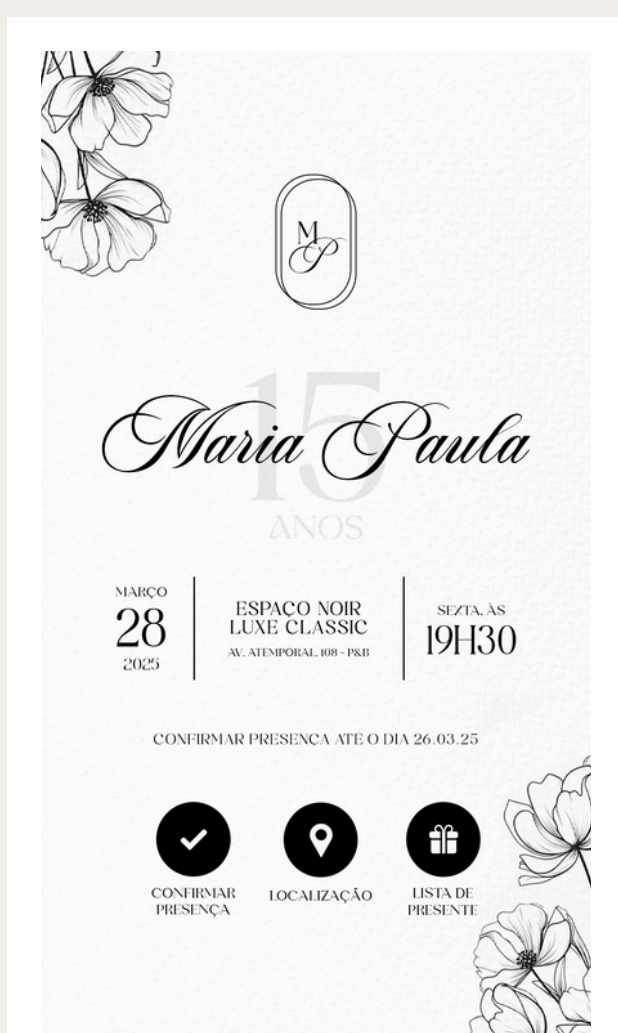 M
P
15
Maria Paula
ANOS
MARÇO
28
2025
ESPAÇO NOIR
LUXE CLASSIC
AV. ATEMPORAL, 108 - P&B
SEXTA, ÀS
19H30
CONFIRMAR PRESENÇA ATÉ O DIA 26.03.25
CONFIRMAR
PRESENÇA
LOCALIZAÇÃO
LISTA DE
PRESENTE